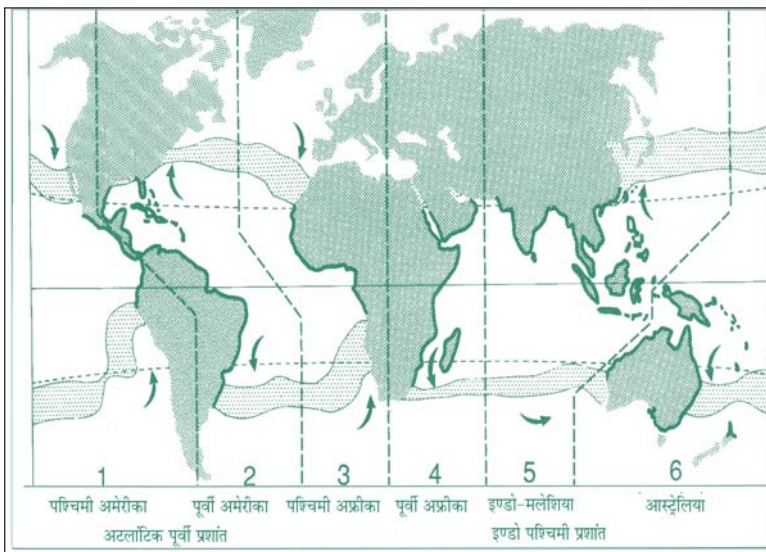 1 2 3 4 5 6
पश्चिमी अमेरीका पूर्वी अमेरीका पश्चिमी अफ्रीका पूर्वी अफ्रीका इण्डो-मलेशिया आस्ट्रेलिया
अटलांटिक पूर्वी प्रशांत इण्डो पश्चिमी प्रशांत